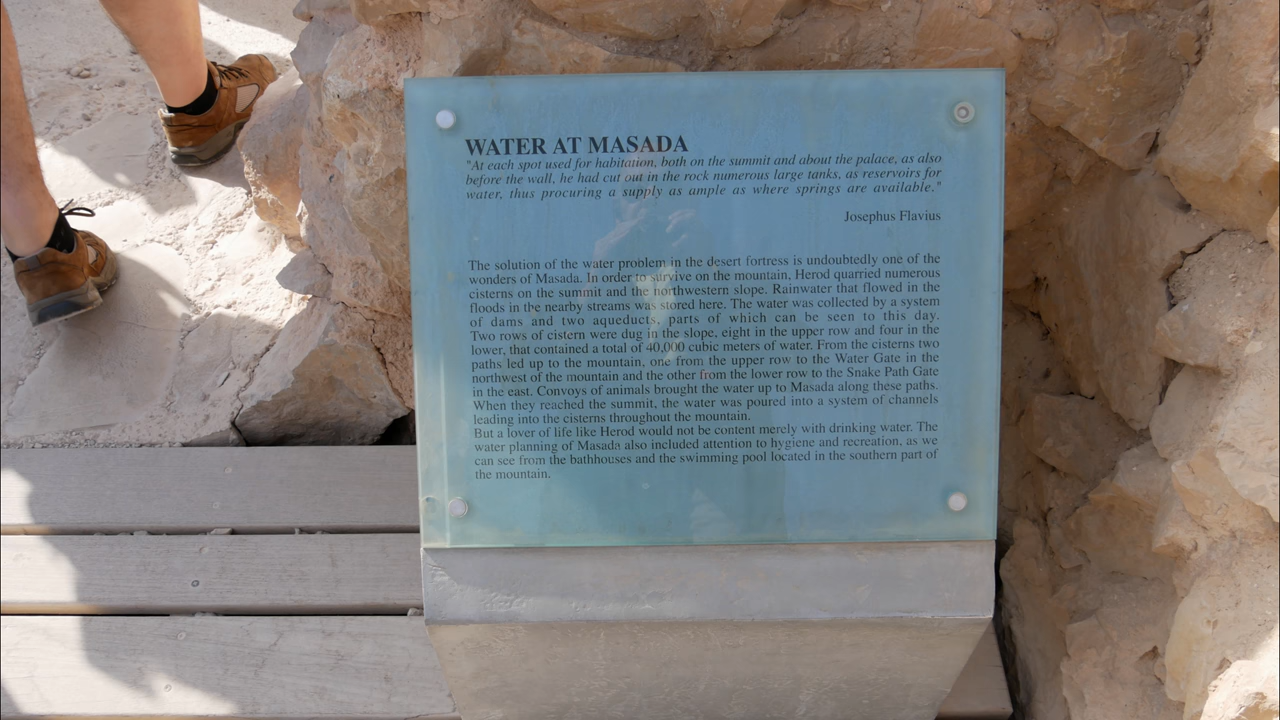 WATER AT MASADA
"At each spot used for habitation, both on the summit and about the palace, as also
before the wall, he had cut out in the rock numerous large tanks, as reservoirs for
water, thus procuring a supply as ample as where springs are available."
Josephus Flavius
The solution of the water problem in the desert fortress is undoubtedly one of the
wonders of Masada. In order to survive on the mountain, Herod quarried numerous
cisterns on the summit and the northwestern slope. Rainwater that flowed in the
floods in the nearby streams was stored here. The water was collected by a system
of dams and two aqueducts, parts of which can be seen to this day.
Two rows of cistern were dug in the slope, eight in the upper row and four in the
lower, that contained a total of 40,000 cubic meters of water. From the cisterns two
paths led up to the mountain, one from the upper row to the Water Gate in the
northwest of the mountain and the other from the lower row to the Snake Path Gate
in the east. Convoys of animals brought the water up to Masada along these paths.
When they reached the summit, the water was poured into a system of channels
leading into the cisterns throughout the mountain.
But a lover of life like Herod would not be content merely with drinking water. The
water planning of Masada also included attention to hygiene and recreation, as we
can see from the bathhouses and the swimming pool located in the southern part of
the mountain.